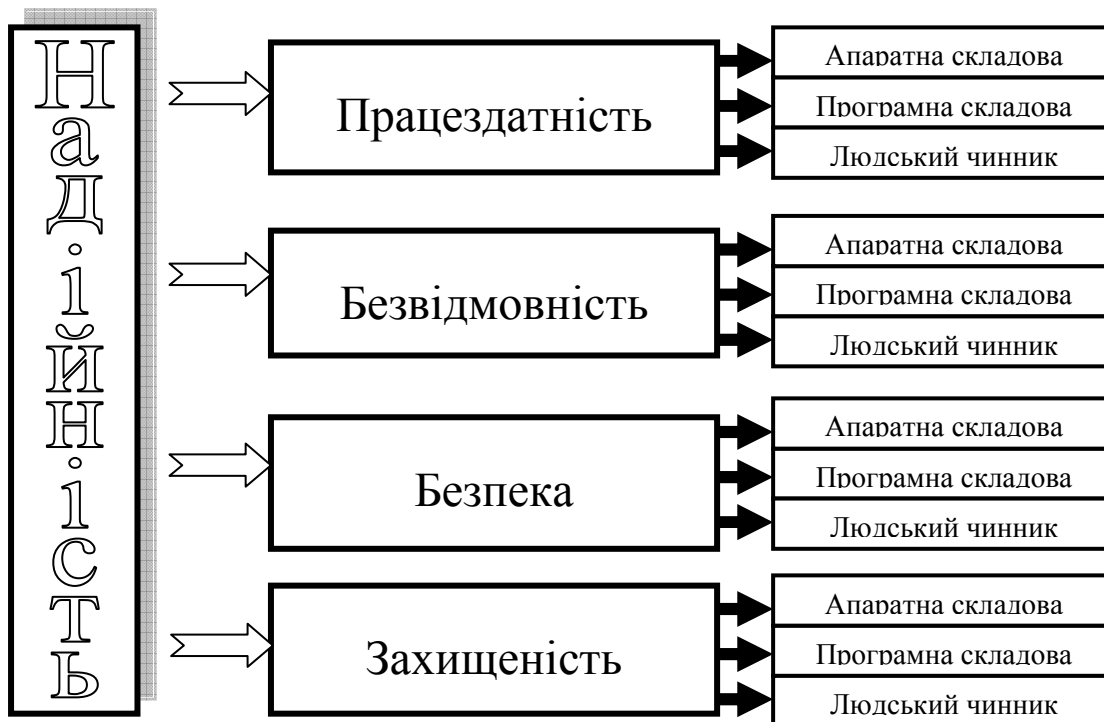 Надійність
Працездатність
Апаратна складова
Програмна складова
Людський чинник
Безвідмовність
Апаратна складова
Програмна складова
Людський чинник
Безпека
Апаратна складова
Програмна складова
Людський чинник
Захищеність
Апаратна складова
Програмна складова
Людський чинник